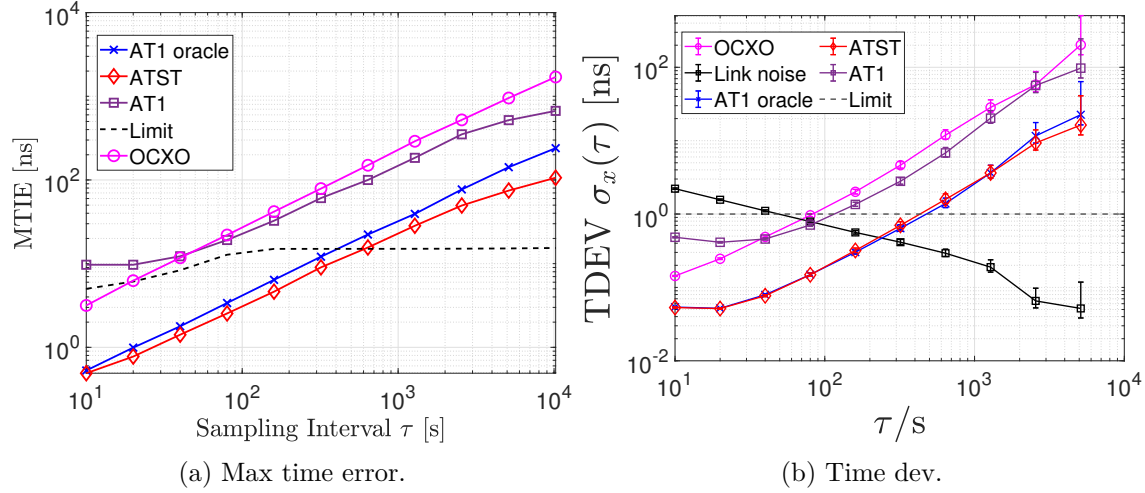 10^4
10^2
10^0
MTIE [ns]
AT1 oracle
ATST
AT1
Limit
OCXO
10^1
10^2
10^3
10^4
Sampling Interval τ [s]
(a) Max time error.
10^2
10^0
10^-2
TDEV σ_x(τ) [ns]
OCXO
Link noise
AT1 oracle
ATST
AT1
Limit
10^1
10^2
10^3
10^4
τ/s
(b) Time dev.